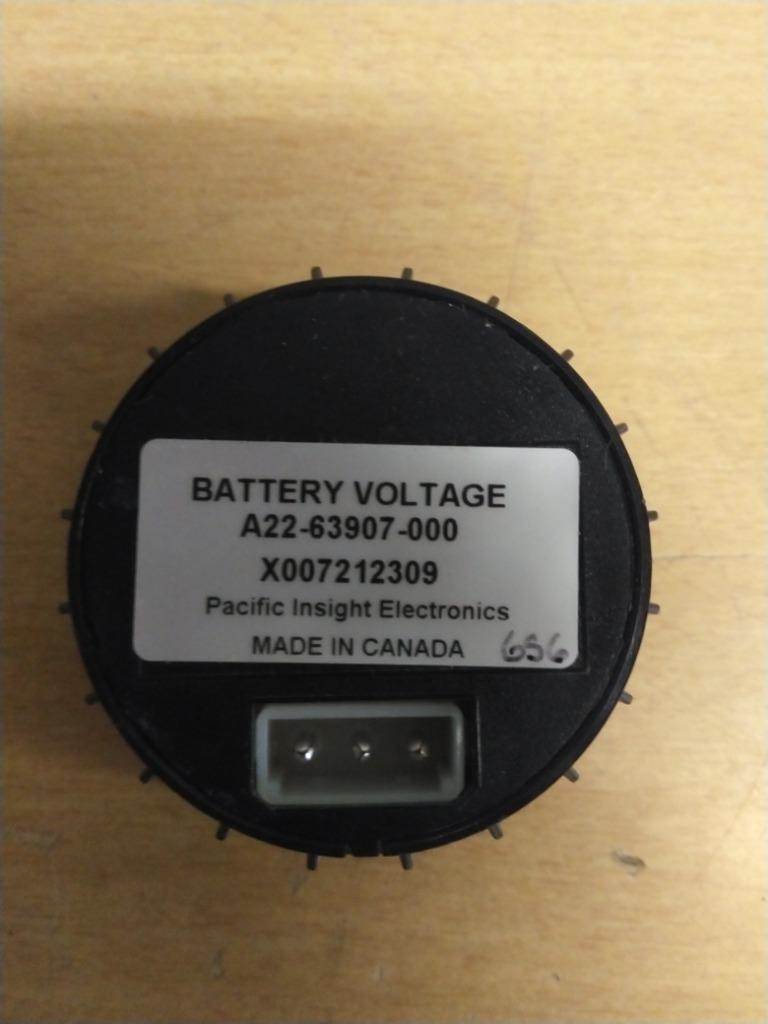 BATTERY VOLTAGE
A22-63907-000
X007212309
Pacific Insight Electronics
MADE IN CANADA 656